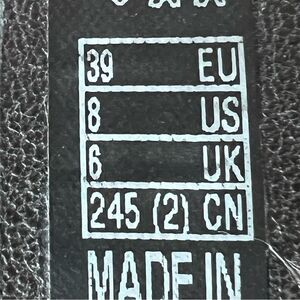 39 EU
8 US
6 UK
245 (2) CN
MADE IN